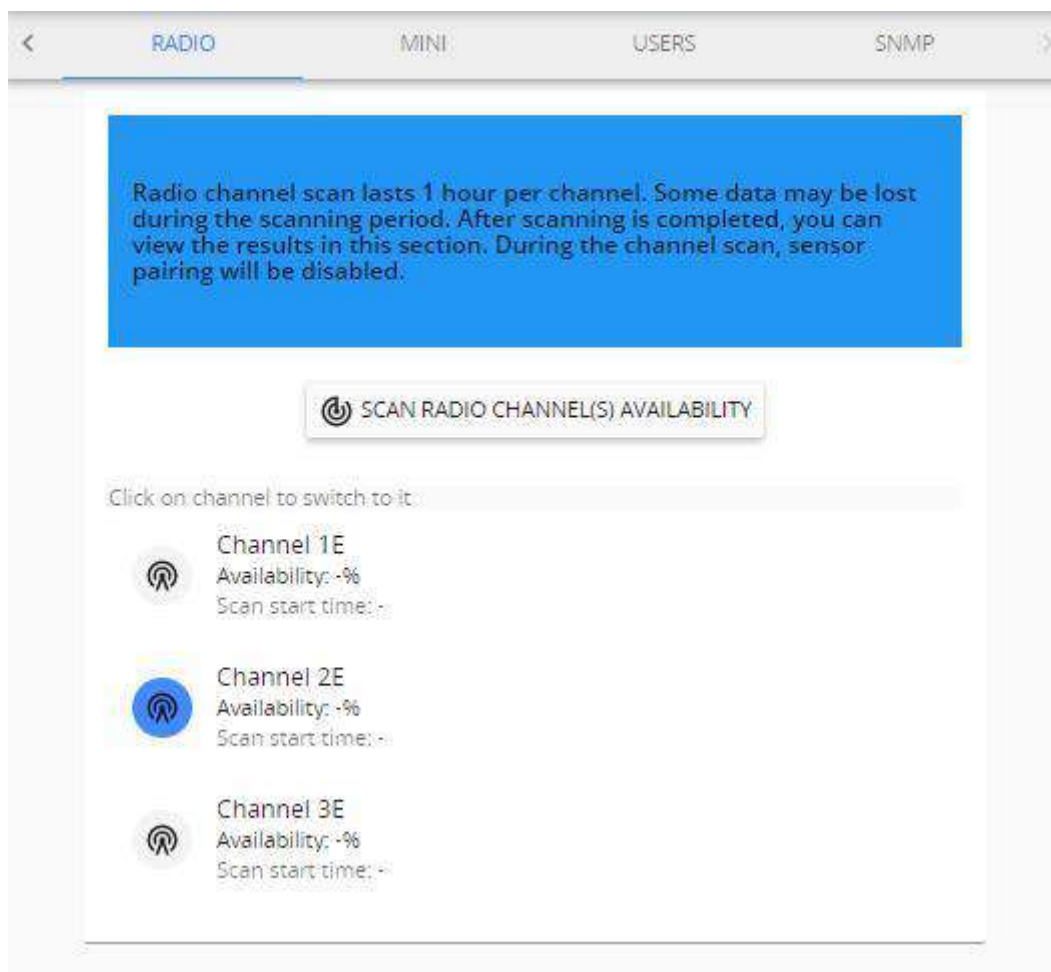 RADIO MINI USERS SNMP
Radio channel scan lasts 1 hour per channel. Some data may be lost
during the scanning period. After scanning is completed, you can
view the results in this section. During the channel scan, sensor
pairing will be disabled.
SCAN RADIO CHANNEL(S) AVAILABILITY
Click on channel to switch to it
Channel 1E
Availability: -%
Scan start time: -
Channel 2E
Availability: -%
Scan start time: -
Channel 3E
Availability: -%
Scan start time: -